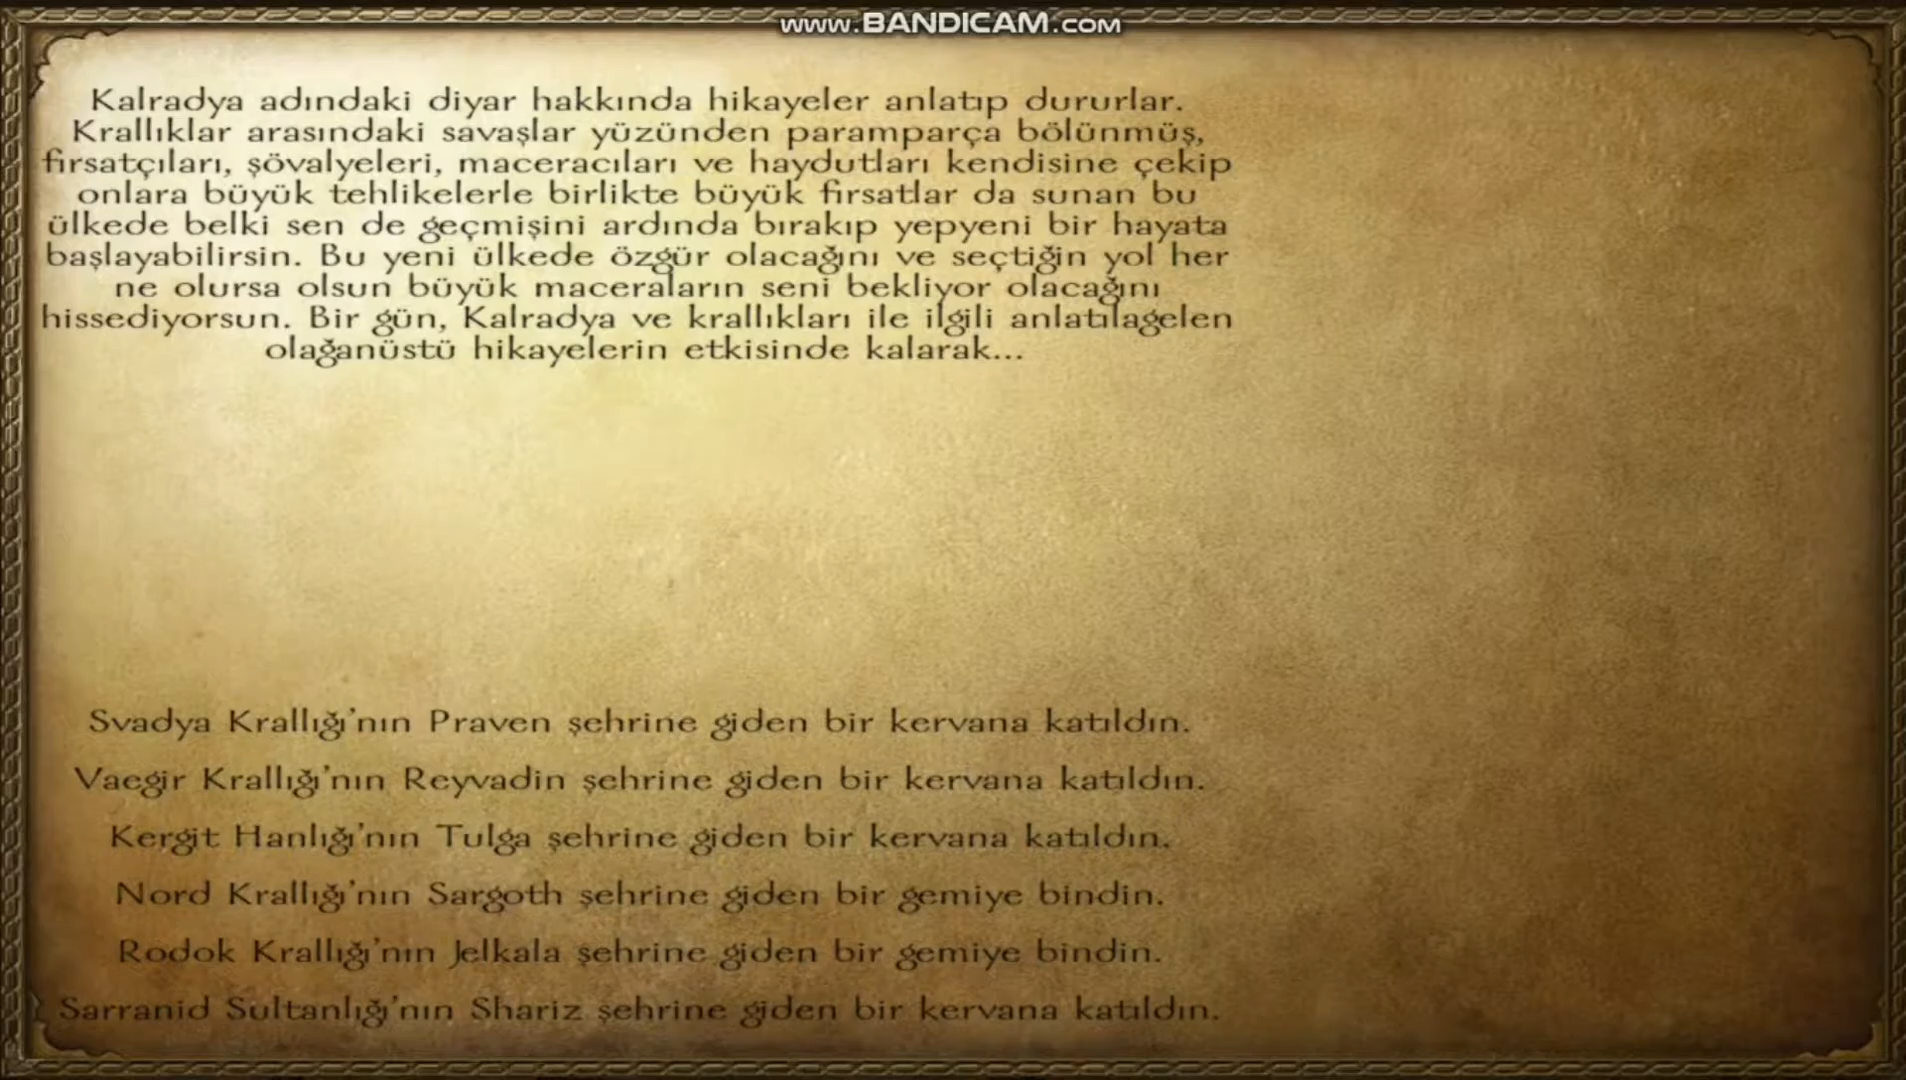 www.BANDICAM.com
Kalradya adındaki diyar hakkında hikayeler anlatıp dururlar.
Krallıklar arasındaki savaşlar yüzünden paramparça bölünmüş,
fırsatçıları, şövalyeleri, maceracıları ve haydutları kendisine çekip
onlara büyük tehlikelerle birlikte büyük fırsatlar da sunan bu
ülkede belki sen de geçmişini ardında bırakıp yepyeni bir hayata
başlayabilirsin. Bu yeni ülkede özgür olacağını ve seçtiğin yol her
ne olursa olsun büyük maceraların seni bekliyor olacağını
hissediyorsun. Bir gün, Kalradya ve krallıkları ile ilgili anlatılagelen
olağanüstü hikayelerin etkisinde kalarak...
Svadya Krallığı'nın Praven şehrine giden bir kervana katıldın.
Vaegir Krallığı'nın Reyvadin şehrine giden bir kervana katıldın.
Kergit Hanlığı'nın Tulga şehrine giden bir kervana katıldın.
Nord Krallığı'nın Sargoth şehrine giden bir gemiye bindin.
Rodok Krallığı'nın Jelkala şehrine giden bir gemiye bindin.
Sarranid Sultanlığı'nın Shariz şehrine giden bir kervana katıldın.